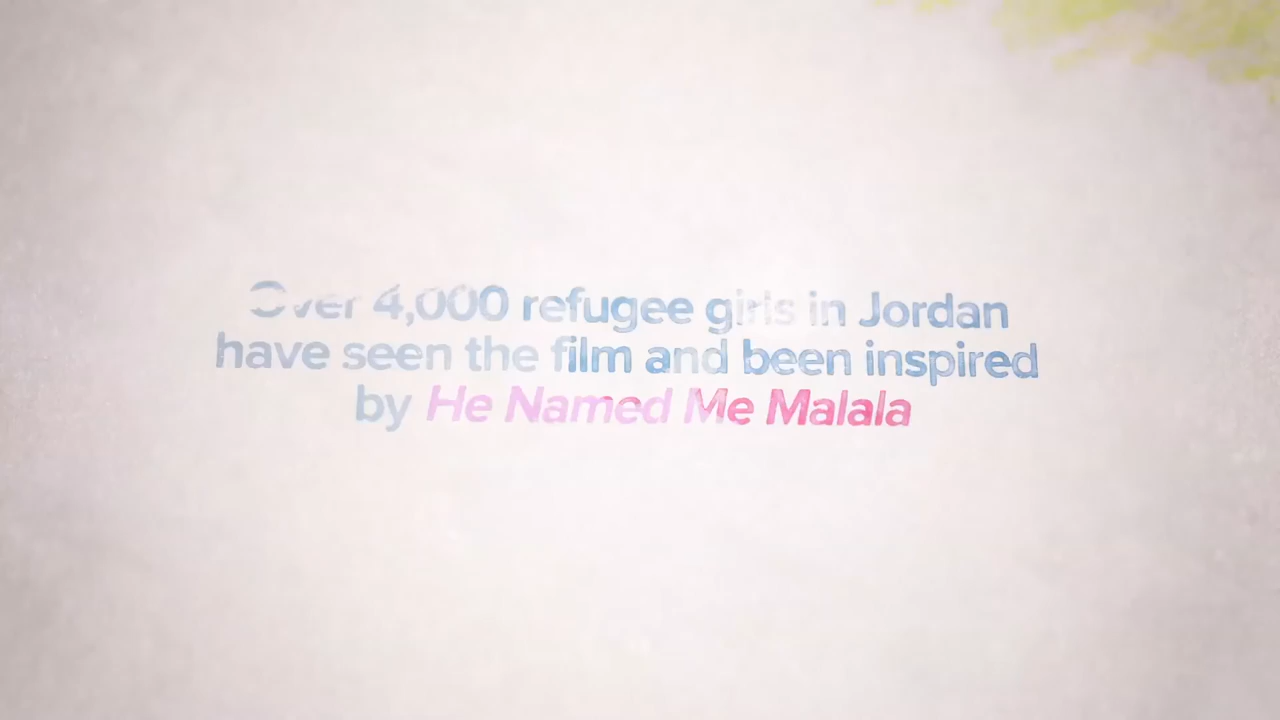 Over 4,000 refugee girls in Jordan
have seen the film and been inspired
by He Named Me Malala